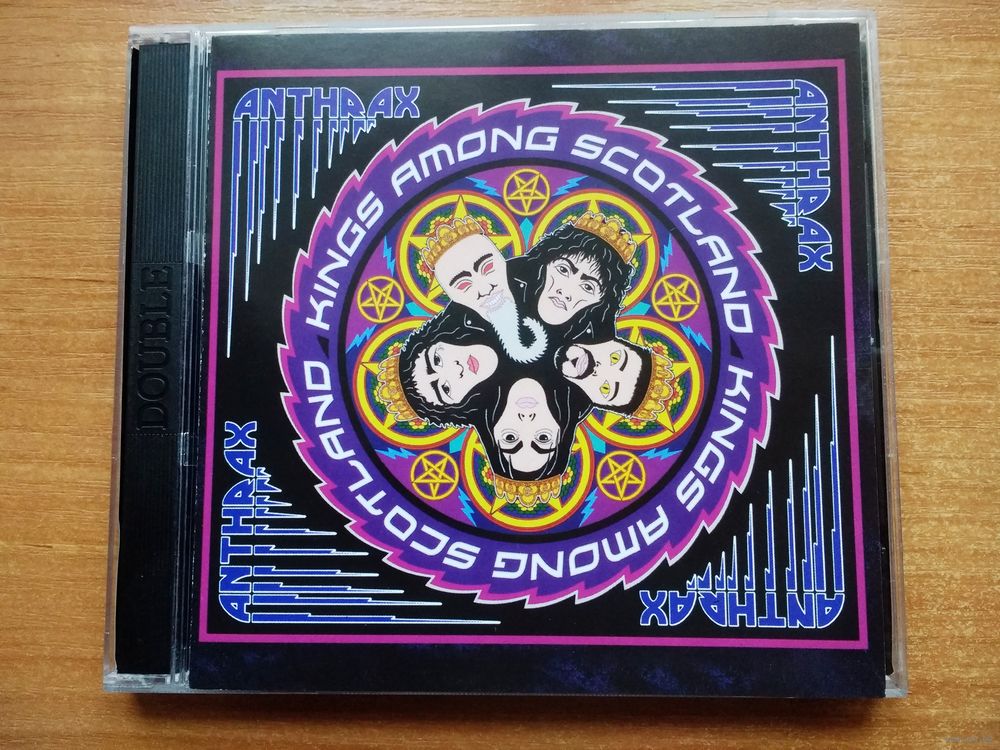 ANTHRAX
ANTHRAX
KINGS AMONG SCOTLAND
KINGS AMONG SCOTLAND
DOUBLE
ANTHRAX
ANTHRAX